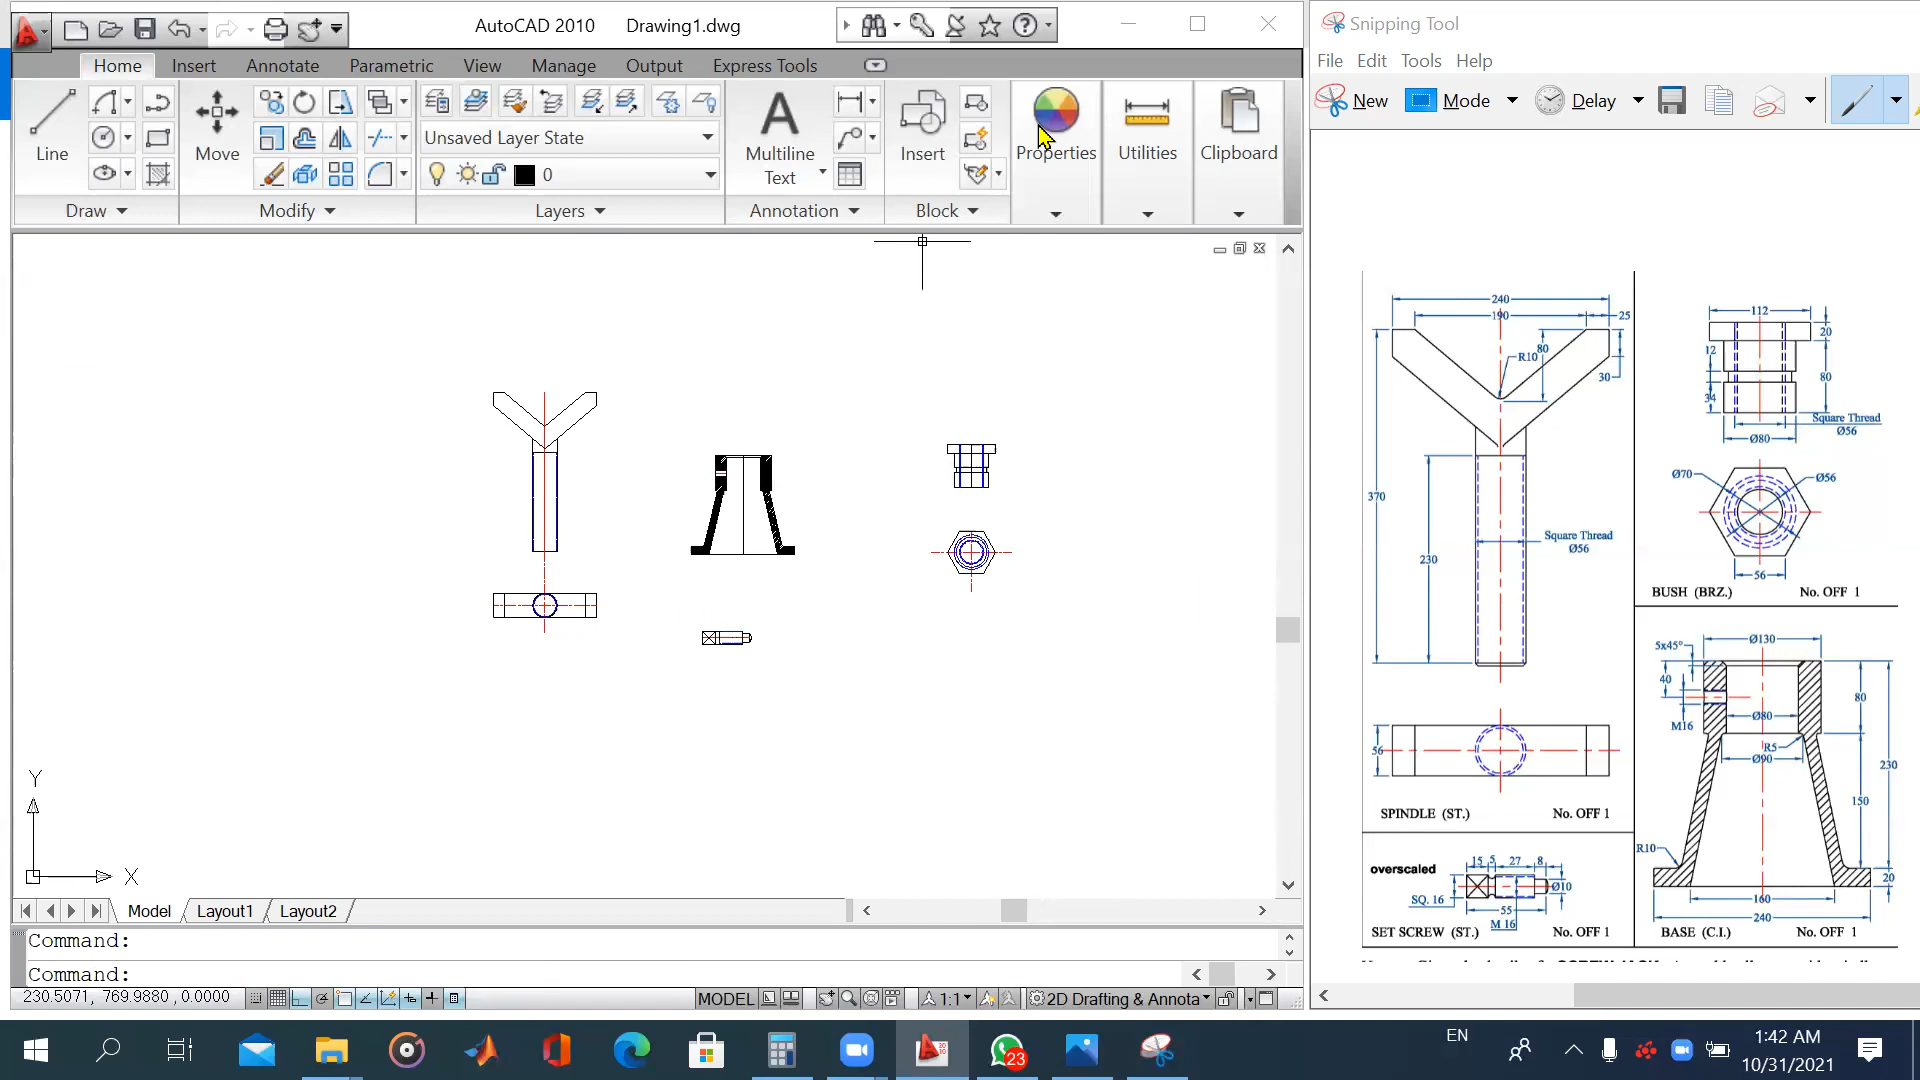 AutoCAD 2010 Drawing1.dwg
Home Insert Annotate Parametric View Manage Output Express Tools
Line Move Unsaved Layer State Multiline Text Insert Properties Utilities Clipboard
0
Draw Modify Layers Annotation Block
Y
X
Model Layout1 Layout2
Command:
Command:
230.5071, 769.9880 , 0.0000 MODEL 1:1 2D Drafting & Annota
Snipping Tool
File Edit Tools Help
New Mode Delay
240
190 25
R10 80
30
370
230
Square Thread
Ø56
56
SPINDLE (ST.) No. OFF 1
overscaled
15 5 27 8
Ø10
SQ. 16
55
M 16
SET SCREW (ST.) No. OFF 1
112
20
12
80
34
Square Thread
Ø56
Ø80
Ø70 Ø56
56
BUSH (BRZ.) No. OFF 1
Ø130
5x45°
40
80
M16
Ø80
R5
Ø90
230
150
R10
20
160
240
BASE (C.I.) No. OFF 1
23
EN
1:42 AM
10/31/2021